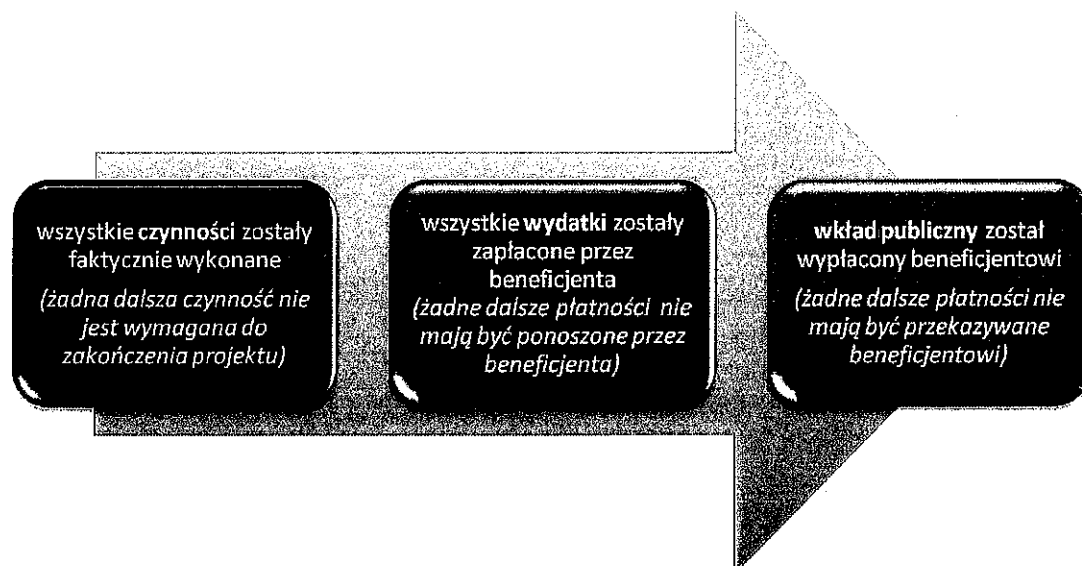 wszystkie czynności zostały
faktycznie wykonane
(żadna dalsza czynność nie
jest wymagana do
zakończenia projektu)
wszystkie wydatki zostały
zapłacone przez
beneficjenta
(żadne dalsze płatności nie
mają być ponoszone przez
beneficjenta)
wkład publiczny został
wypłacony beneficjentowi
(żadne dalsze płatności nie
mają być przekazywane
beneficjentowi)